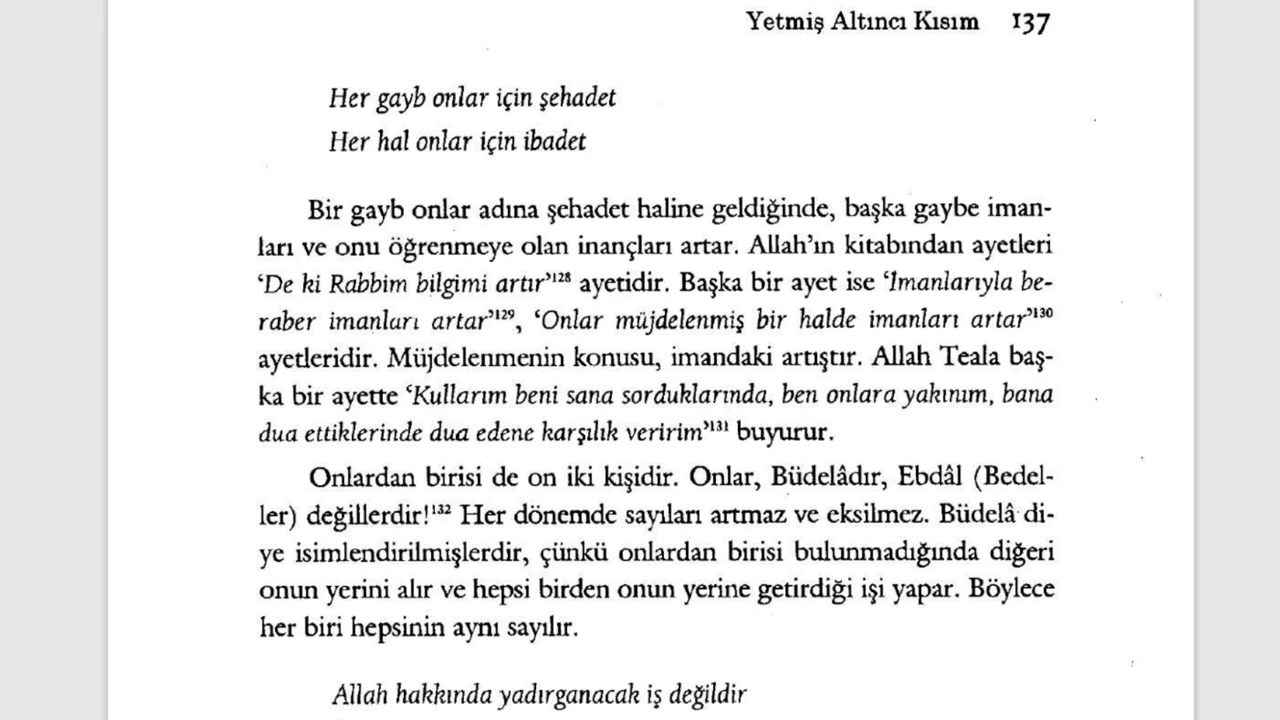 Yetmiş Altıncı Kısım 137
Her gayb onlar için şehadet
Her hal onlar için ibadet
Bir gayb onlar adına şehadet haline geldiğinde, başka gaybe iman-
ları ve onu öğrenmeye olan inançları artar. Allah'ın kitabından ayetleri
‘De ki Rabbim bilgimi artır’¹²⁸ ayetidir. Başka bir ayet ise ‘İmanlarıyla be-
raber imanları artar’¹²⁹, ‘Onlar müjdelenmiş bir halde imanları artar’¹³⁰
ayetleridir. Müjdelenmenin konusu, imandaki artıştır. Allah Teala baş-
ka bir ayette ‘Kullarım beni sana sorduklarında, ben onlara yakınım, bana
dua ettiklerinde dua edene karşılık veririm’¹³¹ buyurur.
Onlardan birisi de on iki kişidir. Onlar, Büdelâdır, Ebdâl (Bedel-
ler) değillerdir!¹³² Her dönemde sayıları artmaz ve eksilmez. Büdelâ di-
ye isimlendirilmişlerdir, çünkü onlardan birisi bulunmadığında diğeri
onun yerini alır ve hepsi birden onun yerine getirdiği işi yapar. Böylece
her biri hepsinin aynı sayılır.
Allah hakkında yadırganacak iş değildir